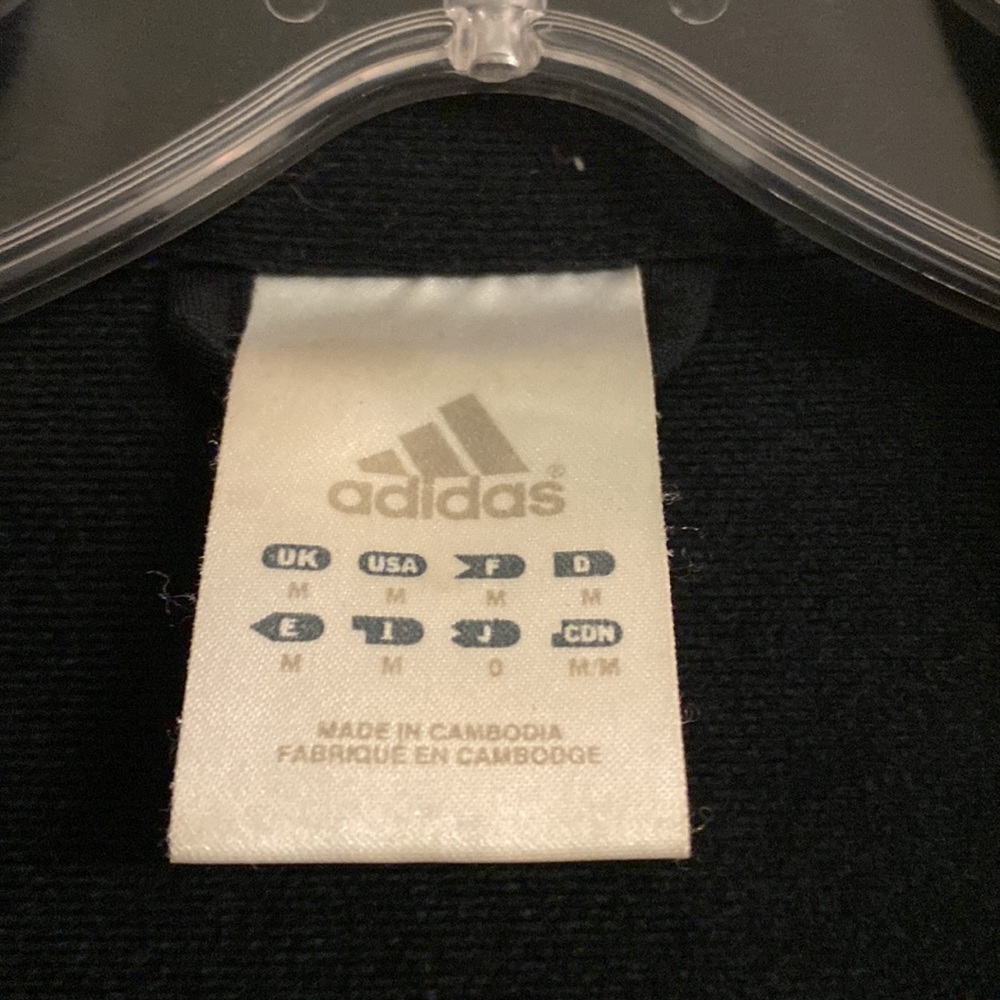 adidas®
UK USA F D
M M M M
E I J CDN
M M O M/M
MADE IN CAMBODIA
FABRIQUE EN CAMBODGE